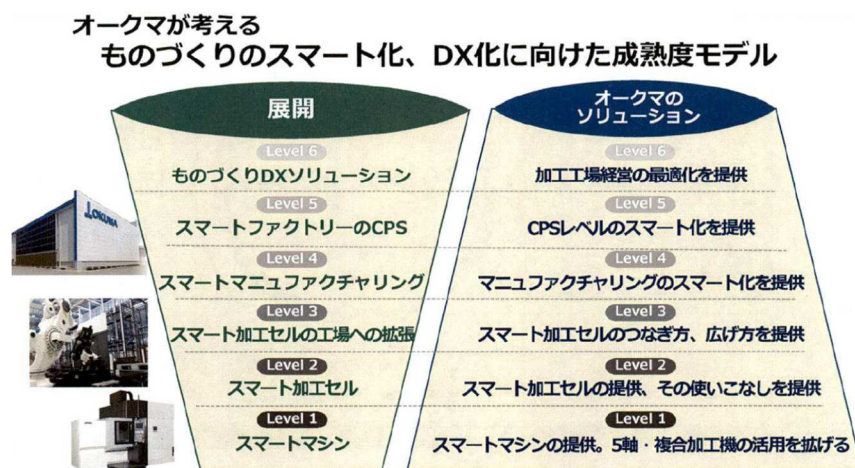 オークマが考える
ものづくりのスマート化、DX化に向けた成熟度モデル
展開
Level 6
ものづくりDXソリューション
Level 5
スマートファクトリーのCPS
Level 4
スマートマニュファクチャリング
Level 3
スマート加工セルの工場への拡張
Level 2
スマート加工セル
Level 1
スマートマシン
オークマの
ソリューション
Level 6
加工工場経営の最適化を提供
Level 5
CPSレベルのスマート化を提供
Level 4
マニュファクチャリングのスマート化を提供
Level 3
スマート加工セルのつなぎ方、広げ方を提供
Level 2
スマート加工セルの提供、その使いこなしを提供
Level 1
スマートマシンの提供。5軸・複合加工機の活用を拡げる
OKUMA